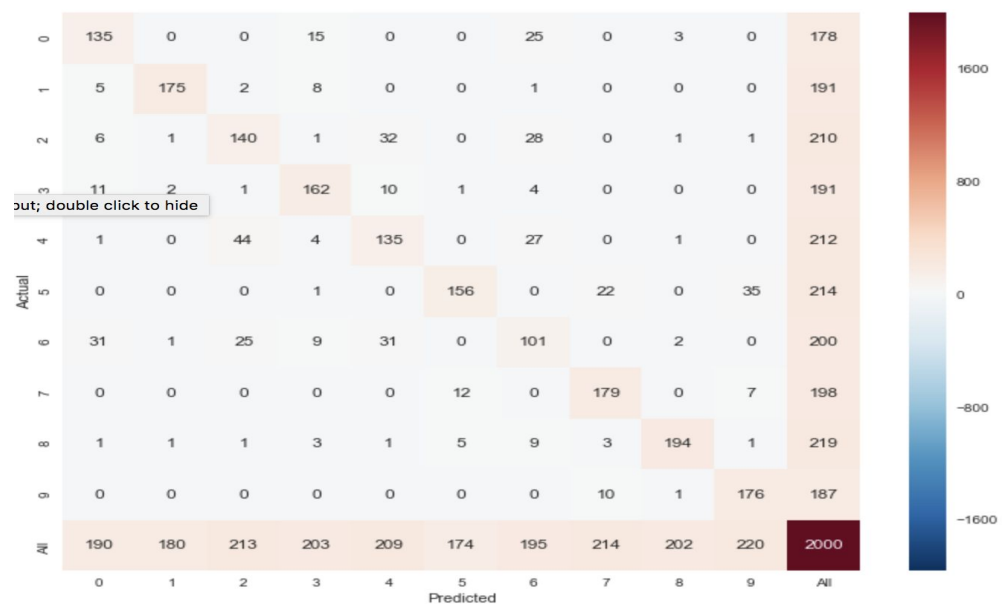 0 135 0 0 15 0 0 25 0 3 0 178
1 5 175 2 8 0 0 1 0 0 0 191
2 6 1 140 1 32 0 28 0 1 1 210
3 11 2 1 162 10 1 4 0 0 0 191
out; double click to hide
4 1 0 44 4 135 0 27 0 1 0 212
Actual
5 0 0 0 1 0 156 0 22 0 35 214
6 31 1 25 9 31 0 101 0 2 0 200
7 0 0 0 0 0 12 0 179 0 7 198
8 1 1 1 3 1 5 9 3 194 1 219
9 0 0 0 0 0 0 0 10 1 176 187
All 190 180 213 203 209 174 195 214 202 220 2000
0 1 2 3 4 5 6 7 8 9 All
Predicted
1600
800
0
−800
−1600